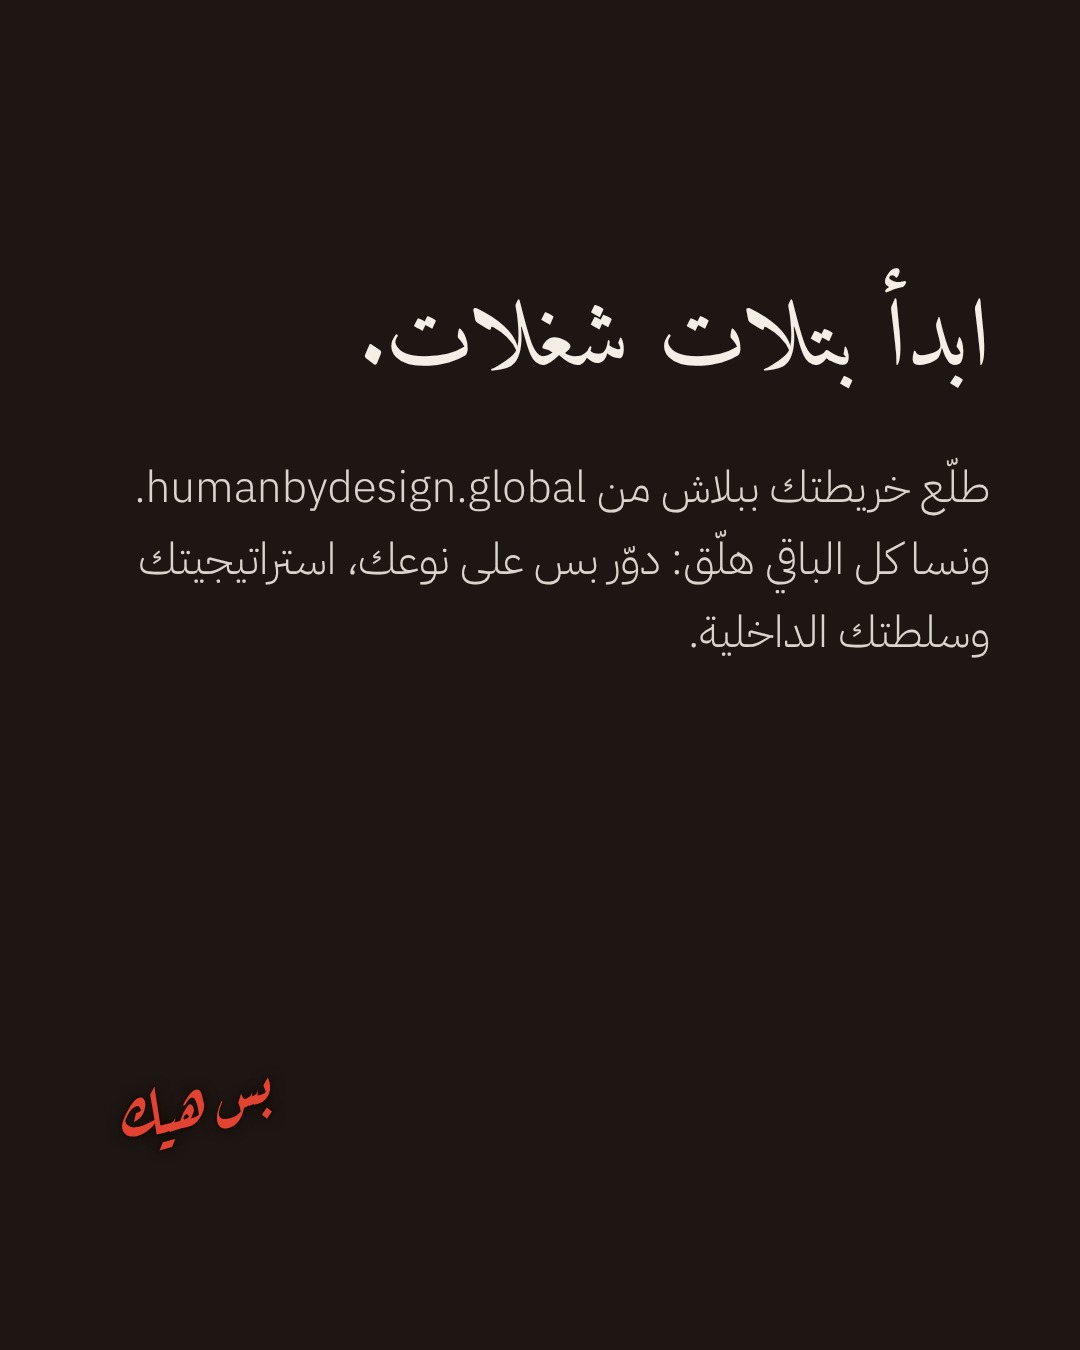 ابدأ بتلات شغلات.
طلّع خريطتك ببلاش من humanbydesign.global.
ونسا كل الباقي هلّق: دوّر بس على نوعك، استراتيجيتك
وسلطتك الداخلية.
بس هيك